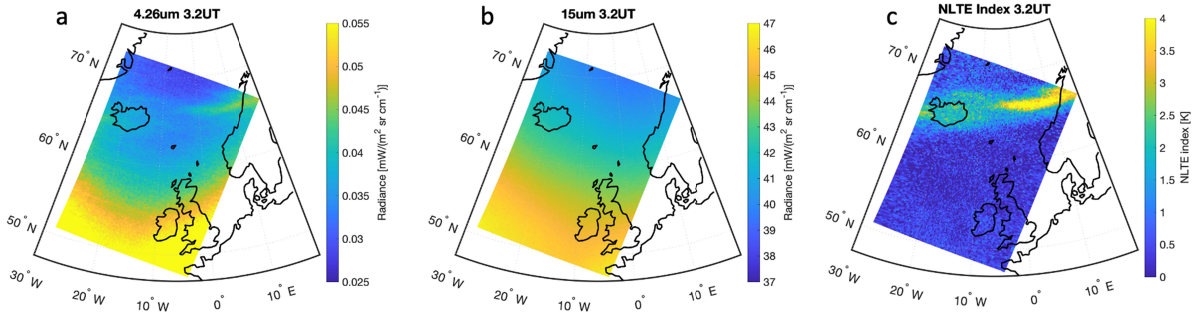 a
4.26um 3.2UT
70° N
60° N
50° N
30° W
20° W
10° W
0°
10° E
0.055
0.05
0.045
0.04
0.035
0.03
0.025
Radiance [mW/(m² sr cm⁻¹)]
b
15um 3.2UT
70° N
60° N
50° N
30° W
20° W
10° W
0°
10° E
47
46
45
44
43
42
41
40
39
38
37
Radiance [mW/(m² sr cm⁻¹)]
c
NLTE Index 3.2UT
70° N
60° N
50° N
30° W
20° W
10° W
0°
10° E
4
3.5
3
2.5
2
1.5
1
0.5
0
NLTE index [K]